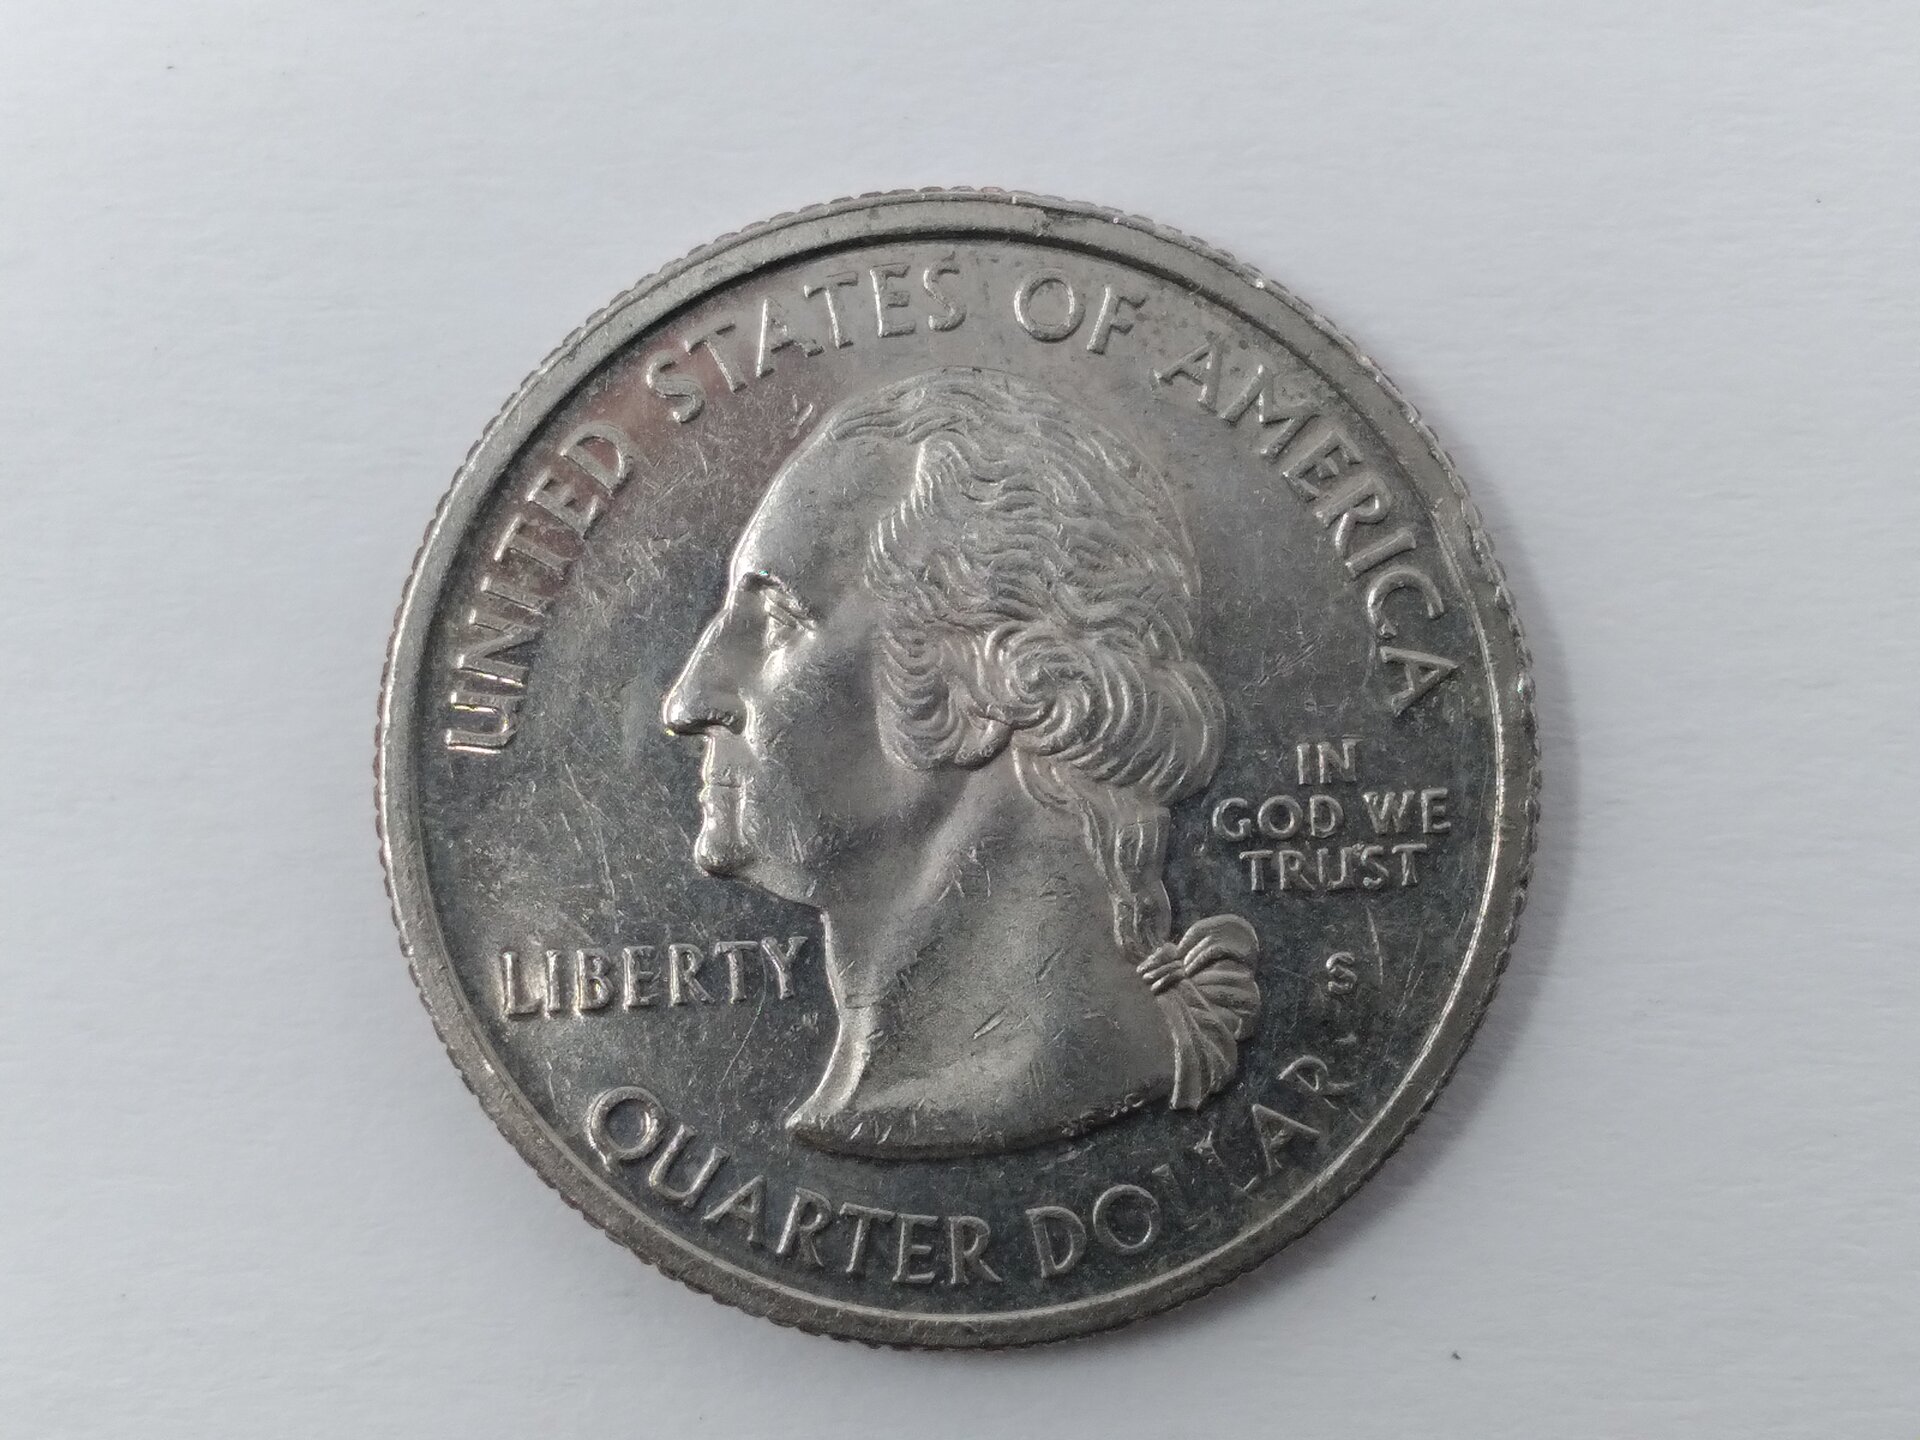 UNITED STATES OF AMERICA
IN
GOD WE
TRUST
LIBERTY
S
QUARTER DOLLAR